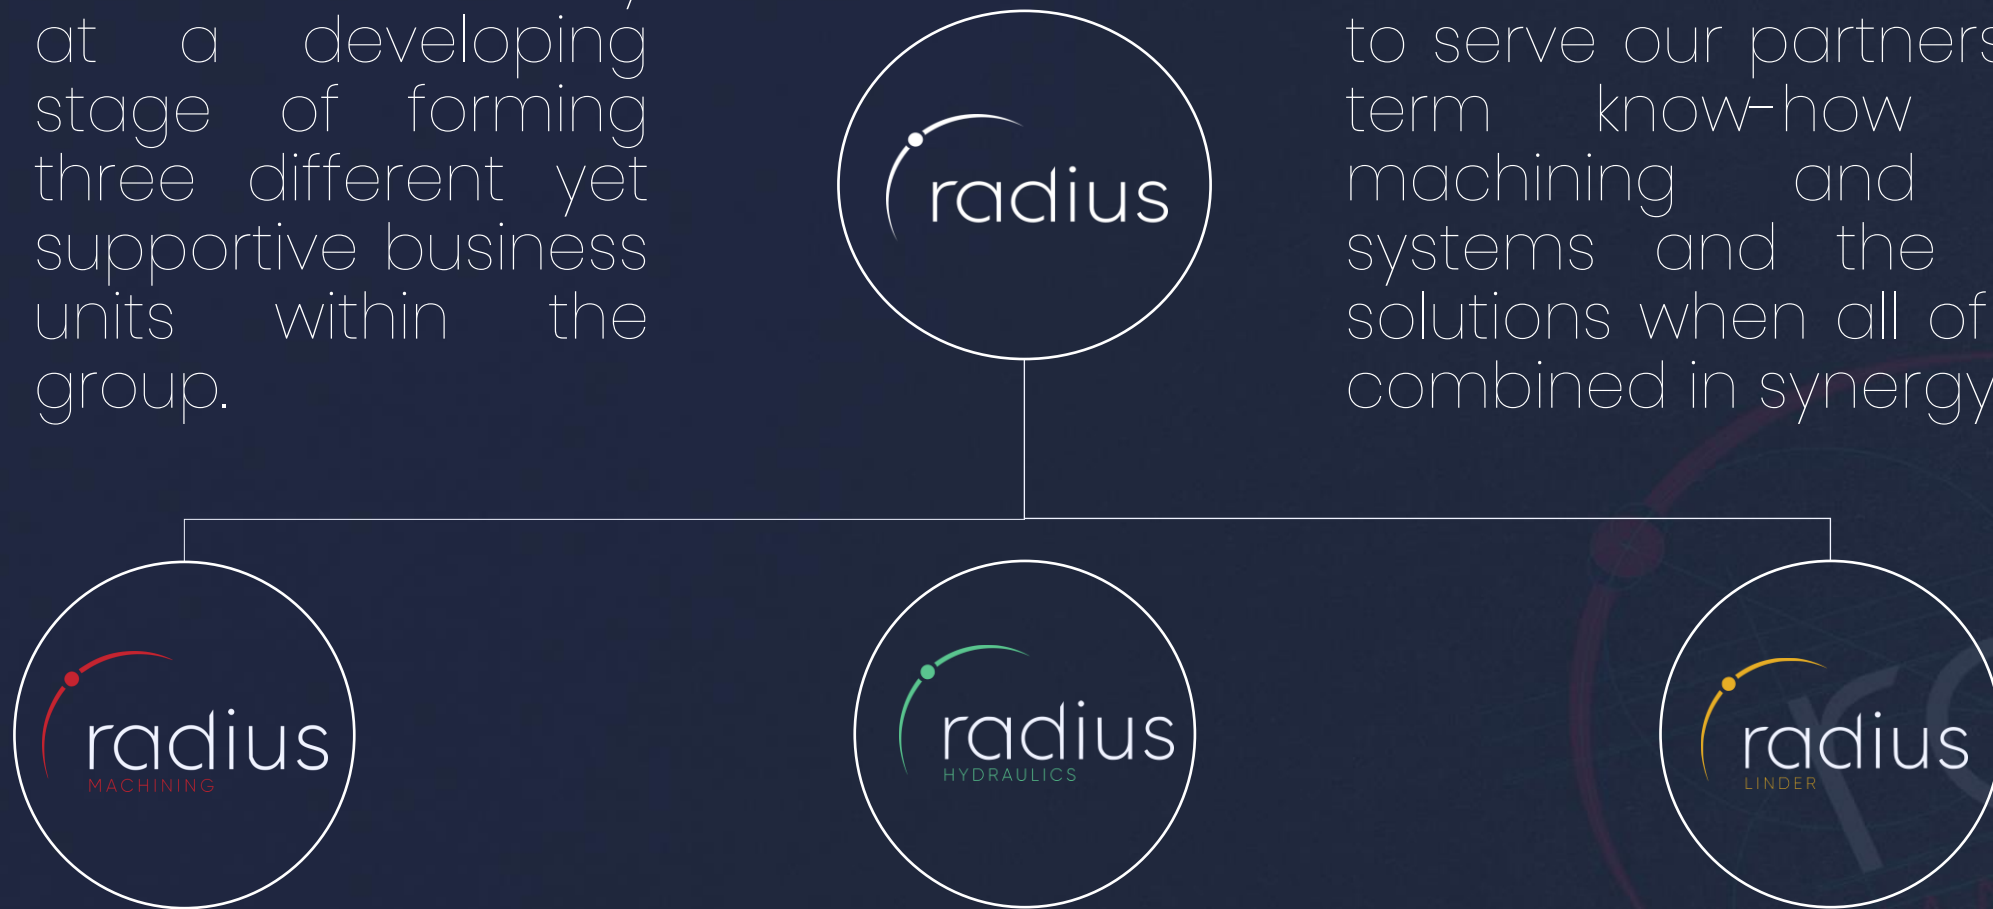 at a developing
stage of forming
three different yet
supportive business
units within the
group.
radius
to serve our partners
term know-how
machining and
systems and the
solutions when all of
combined in synergy
radius
MACHINING
radius
HYDRAULICS
radius
LINDER